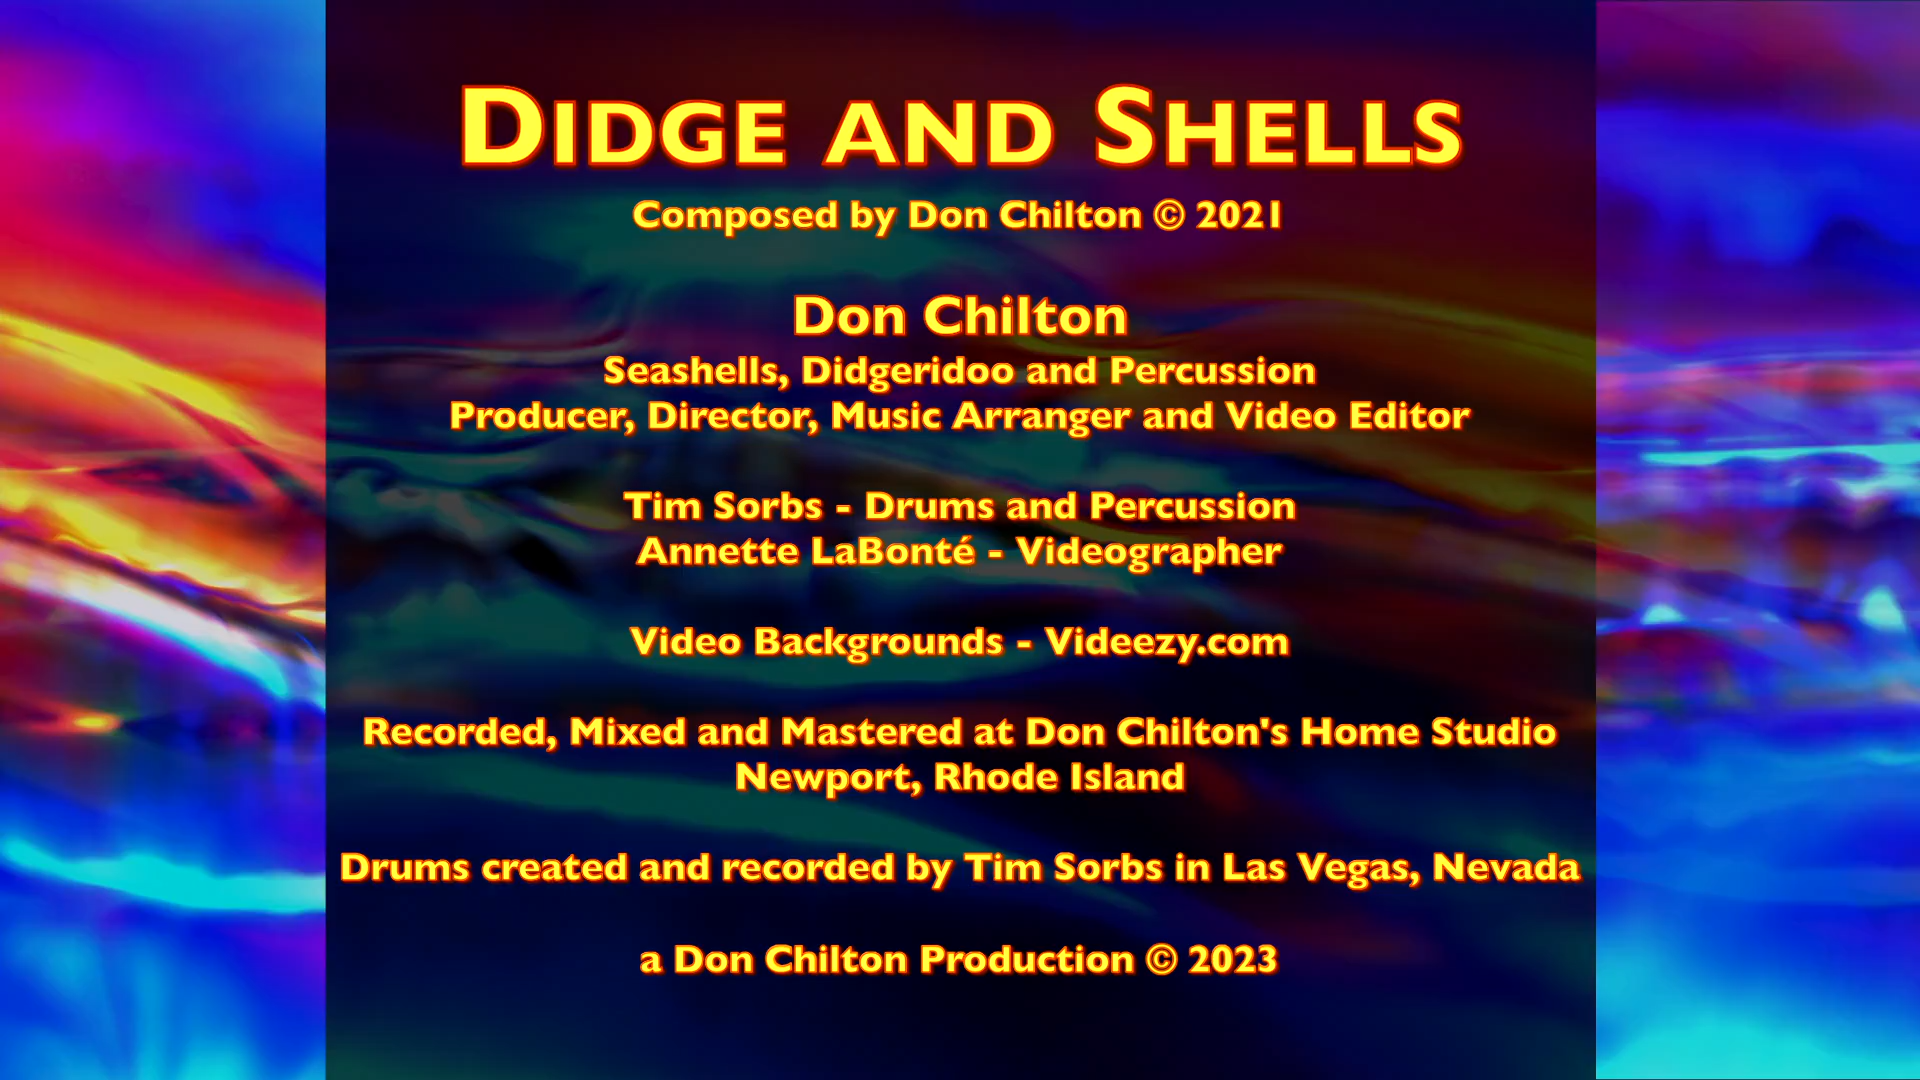 DIDGE AND SHELLS
Composed by Don Chilton © 2021
Don Chilton
Seashells, Didgeridoo and Percussion
Producer, Director, Music Arranger and Video Editor
Tim Sorbs - Drums and Percussion
Annette LaBonté - Videographer
Video Backgrounds - Videezy.com
Recorded, Mixed and Mastered at Don Chilton's Home Studio
Newport, Rhode Island
Drums created and recorded by Tim Sorbs in Las Vegas, Nevada
a Don Chilton Production © 2023